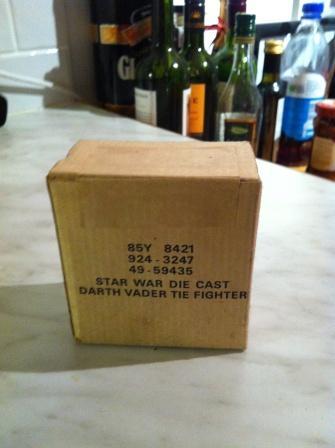 85Y 8421
924-3247
49-59435
STAR WAR DIE CAST
DARTH VADER TIE FIGHTER